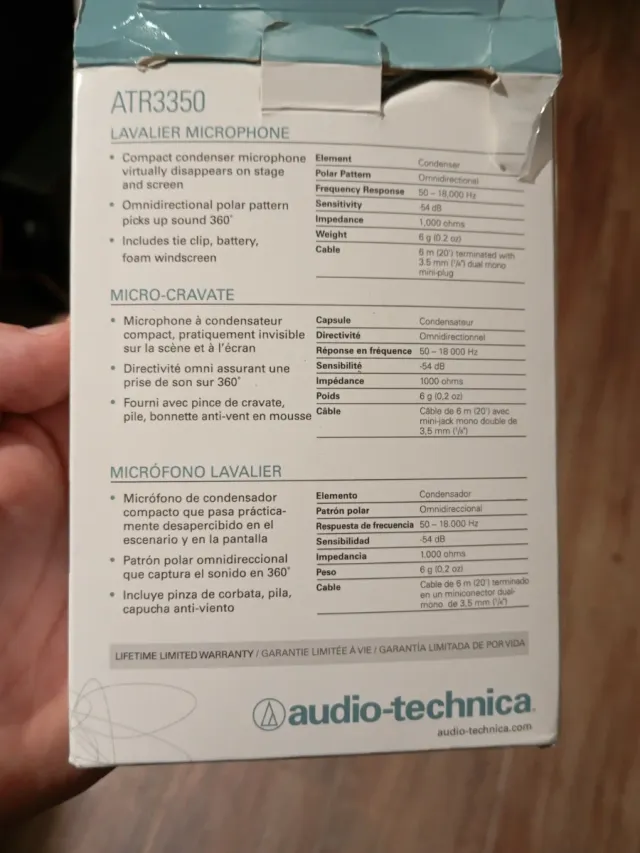 ATR3350
LAVALIER MICROPHONE
• Compact condenser microphone
virtually disappears on stage
and screen
• Omnidirectional polar pattern
picks up sound 360˚
• Includes tie clip, battery,
foam windscreen
Element Condenser
Polar Pattern Omnidirectional
Frequency Response 50 – 18,000 Hz
Sensitivity -54 dB
Impedance 1,000 ohms
Weight 6 g (0.2 oz)
Cable 6 m (20') terminated with
3.5 mm (⅛") dual mono
mini-plug
MICRO-CRAVATE
• Microphone à condensateur
compact, pratiquement invisible
sur la scène et à l'écran
• Directivité omni assurant une
prise de son sur 360˚
• Fourni avec pince de cravate,
pile, bonnette anti-vent en mousse
Capsule Condensateur
Directivité Omnidirectionnel
Réponse en fréquence 50 – 18 000 Hz
Sensibilité -54 dB
Impédance 1000 ohms
Poids 6 g (0,2 oz)
Câble Câble de 6 m (20') avec
mini-jack mono double de
3,5 mm (⅛")
MICRÓFONO LAVALIER
• Micrófono de condensador
compacto que pasa práctica-
mente desapercibido en el
escenario y en la pantalla
• Patrón polar omnidireccional
que captura el sonido en 360˚
• Incluye pinza de corbata, pila,
capucha anti-viento
Elemento Condensador
Patrón polar Omnidireccional
Respuesta de frecuencia 50 – 18.000 Hz
Sensibilidad -54 dB
Impedancia 1.000 ohms
Peso 6 g (0,2 oz)
Cable Cable de 6 m (20') terminado
en un miniconector dual-
mono de 3,5 mm (⅛")
LIFETIME LIMITED WARRANTY / GARANTIE LIMITÉE À VIE / GARANTÍA LIMITADA DE POR VIDA
audio-technica
audio-technica.com